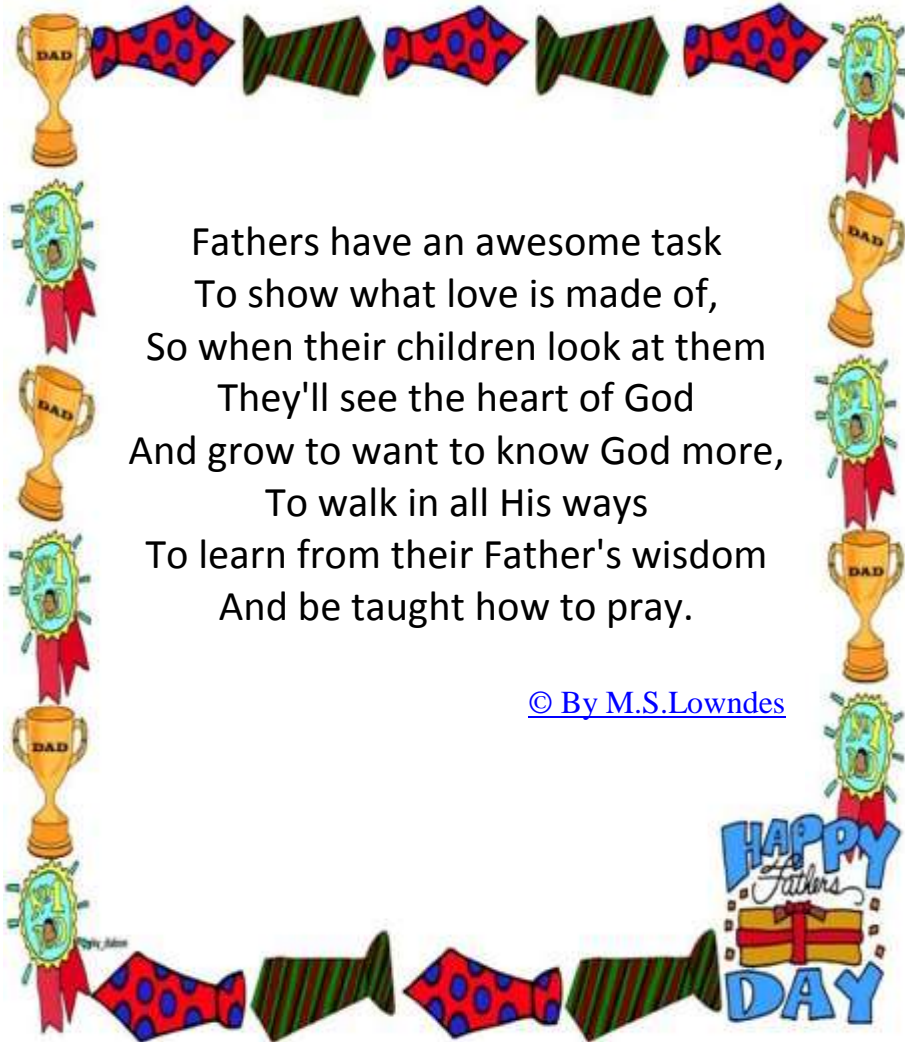 DAD
Fathers have an awesome task
To show what love is made of,
So when their children look at them
They'll see the heart of God
And grow to want to know God more,
To walk in all His ways
To learn from their Father's wisdom
And be taught how to pray.
© By M.S.Lowndes
DAD
DAD
DAD
DAD
HAPPY
Fathers
DAY